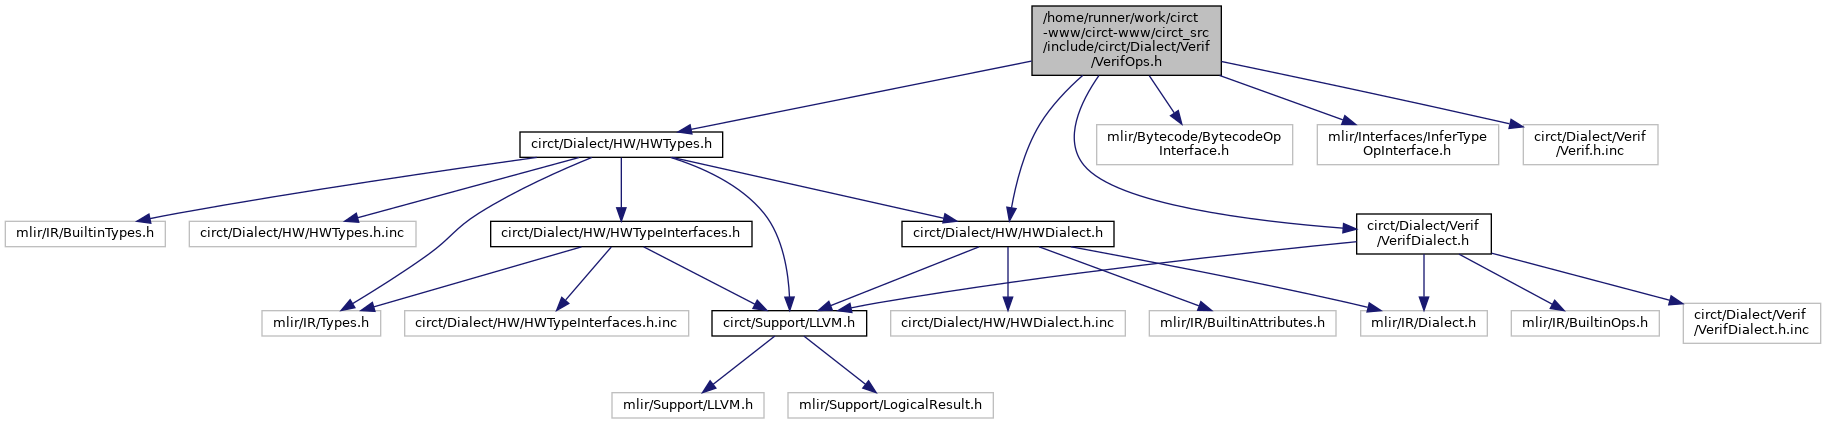 /home/runner/work/circt
-www/circt-www/circt_src
/include/circt/Dialect/Verif
/VerifOps.h
circt/Dialect/HW/HWTypes.h
mlir/Bytecode/BytecodeOp
Interface.h
mlir/Interfaces/InferType
OpInterface.h
circt/Dialect/Verif
/Verif.h.inc
mlir/IR/BuiltinTypes.h
circt/Dialect/HW/HWTypes.h.inc
circt/Dialect/HW/HWTypeInterfaces.h
circt/Dialect/HW/HWDialect.h
circt/Dialect/Verif
/VerifDialect.h
mlir/IR/Types.h
circt/Dialect/HW/HWTypeInterfaces.h.inc
circt/Support/LLVM.h
circt/Dialect/HW/HWDialect.h.inc
mlir/IR/BuiltinAttributes.h
mlir/IR/Dialect.h
mlir/IR/BuiltinOps.h
circt/Dialect/Verif
/VerifDialect.h.inc
mlir/Support/LLVM.h
mlir/Support/LogicalResult.h